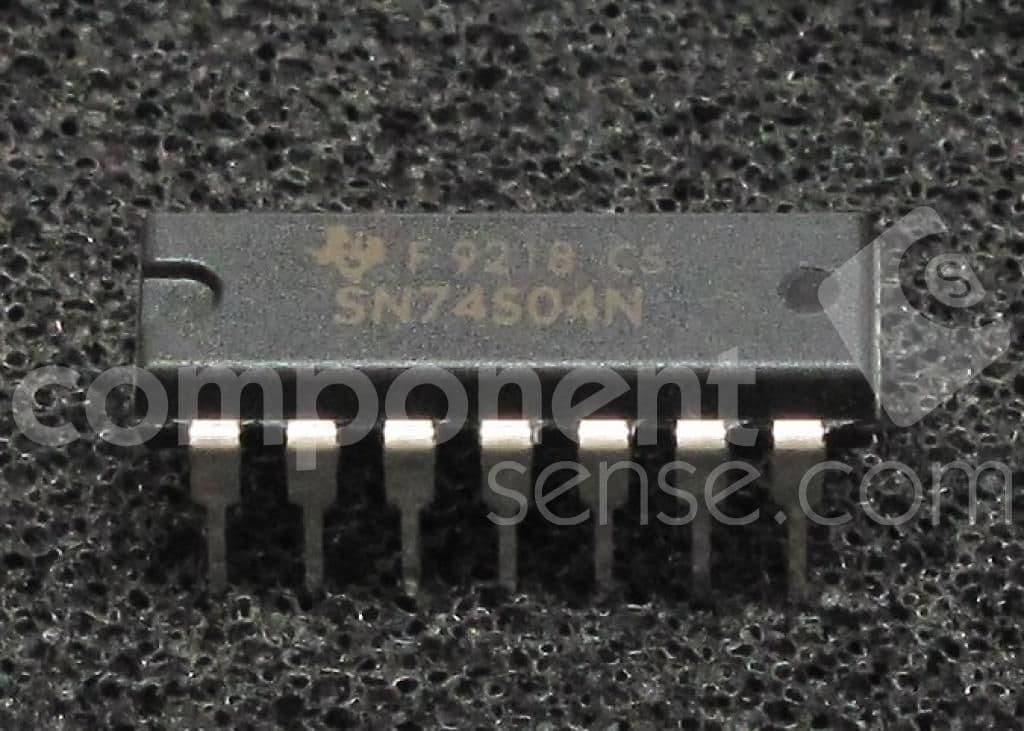 F 9218 CS
SN74S04N
component
sense.com